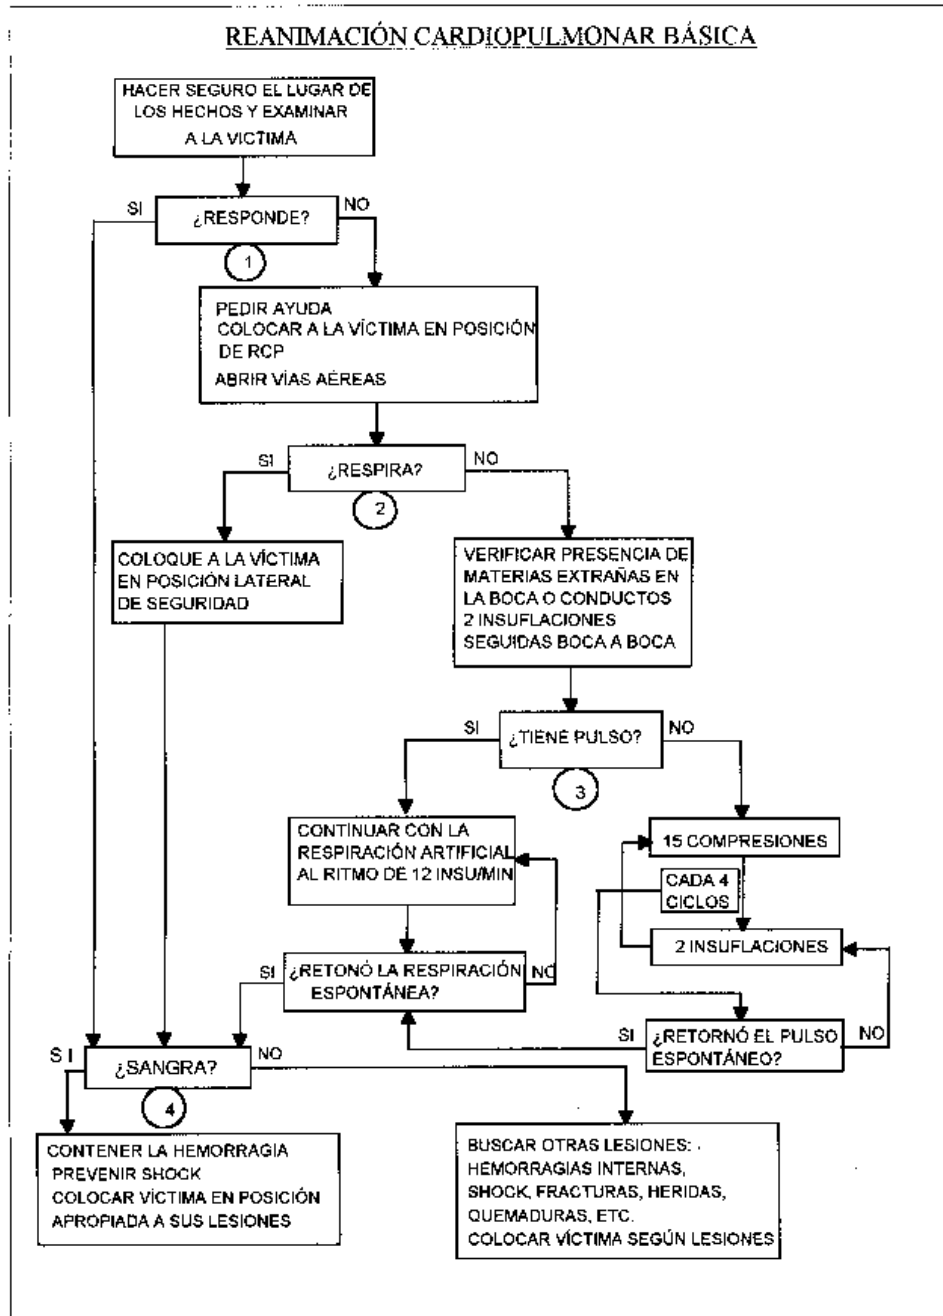 REANIMACIÓN CARDIOPULMONAR BÁSICA
HACER SEGURO EL LUGAR DE
LOS HECHOS Y EXAMINAR
A LA VICTIMA
SI
¿RESPONDE?
NO
1
PEDIR AYUDA
COLOCAR A LA VÍCTIMA EN POSICIÓN
DE RCP
ABRIR VÍAS AÉREAS
SI
¿RESPIRA?
NO
2
COLOQUE A LA VÍCTIMA
EN POSICIÓN LATERAL
DE SEGURIDAD
VERIFICAR PRESENCIA DE
MATERIAS EXTRAÑAS EN
LA BOCA O CONDUCTOS
2 INSUFLACIONES
SEGUIDAS BOCA A BOCA
SI
¿TIENE PULSO?
NO
3
CONTINUAR CON LA
RESPIRACIÓN ARTIFICIAL
AL RITMO DE 12 INSU/MIN
15 COMPRESIONES
CADA 4
CICLOS
2 INSUFLACIONES
SI
¿RETONÓ LA RESPIRACIÓN
ESPONTÁNEA?
NO
SI
¿RETORNÓ EL PULSO
ESPONTÁNEO?
NO
S I
¿SANGRA?
NO
4
CONTENER LA HEMORRAGIA
PREVENIR SHOCK
COLOCAR VÍCTIMA EN POSICIÓN
APROPIADA A SUS LESIONES
BUSCAR OTRAS LESIONES:
HEMORRAGIAS INTERNAS,
SHOCK, FRACTURAS, HERIDAS,
QUEMADURAS, ETC.
COLOCAR VÍCTIMA SEGÚN LESIONES